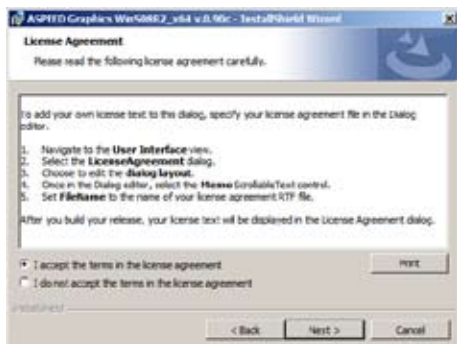 ASPEED Graphics Win5086.2_x64 v.0.90c - InstallShield Wizard
License Agreement
Please read the following license agreement carefully.
To add your own license text to this dialog, specify your license agreement file in the Dialog
editor.
1. Navigate to the User Interface view.
2. Select the LicenseAgreement dialog.
3. Choose to edit the dialog layout.
4. Once in the Dialog editor, select the Memo ScrollableText control.
5. Set FileName to the name of your license agreement RTF file.
After you build your release, your license text will be displayed in the License Agreement dialog.
I accept the terms in the license agreement
Print
I do not accept the terms in the license agreement
InstallShield
< Back
Next >
Cancel